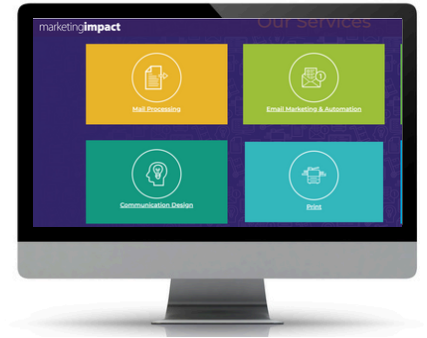 Our Services
marketingimpact
Mail Processing
Email Marketing & Automation
Communication Design
Print